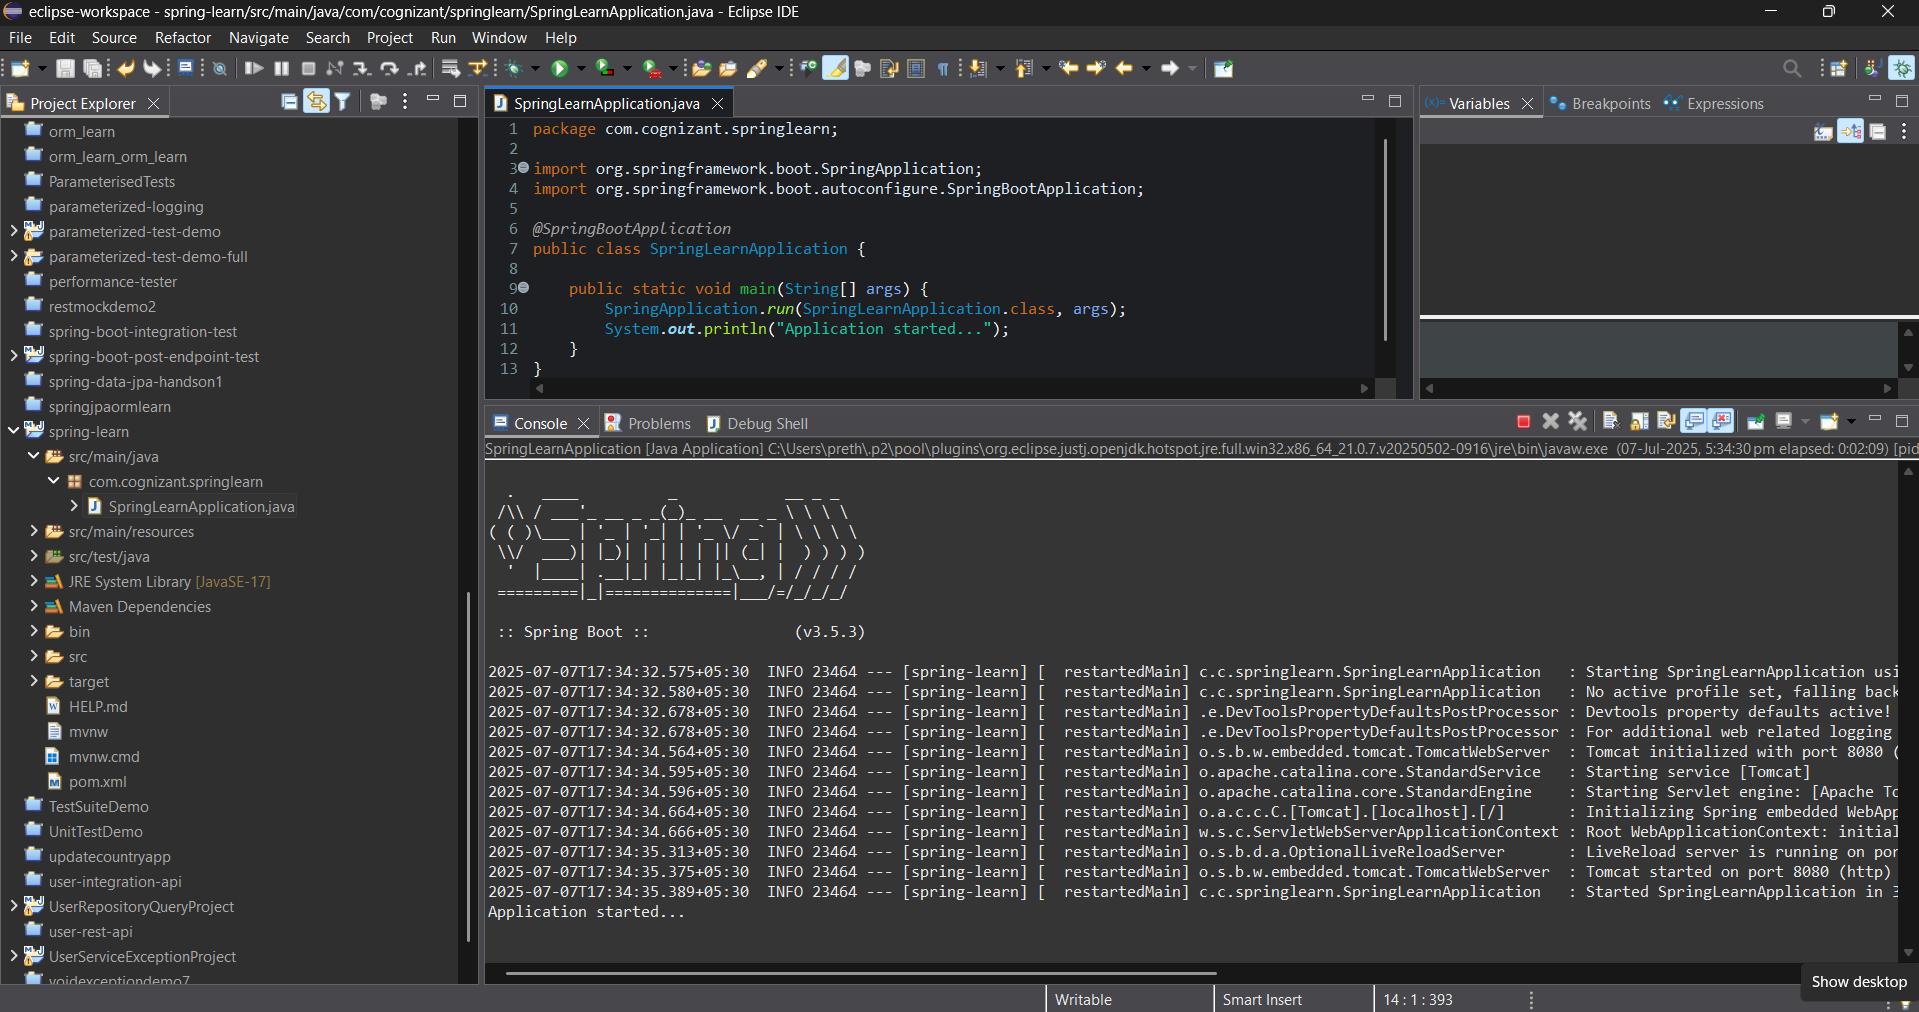 eclipse-workspace - spring-learn/src/main/java/com/cognizant/springlearn/SpringLearnApplication.java - Eclipse IDE
File Edit Source Refactor Navigate Search Project Run Window Help
Project Explorer
orm_learn
orm_learn_orm_learn
ParameterisedTests
parameterized-logging
parameterized-test-demo
parameterized-test-demo-full
performance-tester
restmockdemo2
spring-boot-integration-test
spring-boot-post-endpoint-test
spring-data-jpa-handson1
springjpaormlearn
spring-learn
src/main/java
com.cognizant.springlearn
SpringLearnApplication.java
src/main/resources
src/test/java
JRE System Library [JavaSE-17]
Maven Dependencies
bin
src
target
HELP.md
mvnw
mvnw.cmd
pom.xml
TestSuiteDemo
UnitTestDemo
updatecountryapp
user-integration-api
UserRepositoryQueryProject
user-rest-api
UserServiceExceptionProject
voidexceptiondemo7
SpringLearnApplication.java
1 package com.cognizant.springlearn;
2
3 import org.springframework.boot.SpringApplication;
4 import org.springframework.boot.autoconfigure.SpringBootApplication;
5
6 @SpringBootApplication
7 public class SpringLearnApplication {
8
9 public static void main(String[] args) {
10 SpringApplication.run(SpringLearnApplication.class, args);
11 System.out.println("Application started...");
12 }
13 }
(x)= Variables Breakpoints Expressions
Console Problems Debug Shell
SpringLearnApplication [Java Application] C:\Users\preth\.p2\pool\plugins\org.eclipse.justj.openjdk.hotspot.jre.full.win32.x86_64_21.0.7.v20250502-0916\jre\bin\javaw.exe (07-Jul-2025, 5:34:30 pm elapsed: 0:02:09) [pid
:: Spring Boot :: (v3.5.3)
2025-07-07T17:34:32.575+05:30 INFO 23464 --- [spring-learn] [ restartedMain] c.c.springlearn.SpringLearnApplication : Starting SpringLearnApplication usi
2025-07-07T17:34:32.580+05:30 INFO 23464 --- [spring-learn] [ restartedMain] c.c.springlearn.SpringLearnApplication : No active profile set, falling back
2025-07-07T17:34:32.678+05:30 INFO 23464 --- [spring-learn] [ restartedMain] .e.DevToolsPropertyDefaultsPostProcessor : Devtools property defaults active!
2025-07-07T17:34:32.678+05:30 INFO 23464 --- [spring-learn] [ restartedMain] .e.DevToolsPropertyDefaultsPostProcessor : For additional web related logging
2025-07-07T17:34:34.564+05:30 INFO 23464 --- [spring-learn] [ restartedMain] o.s.b.w.embedded.tomcat.TomcatWebServer : Tomcat initialized with port 8080 (
2025-07-07T17:34:34.595+05:30 INFO 23464 --- [spring-learn] [ restartedMain] o.apache.catalina.core.StandardService : Starting service [Tomcat]
2025-07-07T17:34:34.596+05:30 INFO 23464 --- [spring-learn] [ restartedMain] o.apache.catalina.core.StandardEngine : Starting Servlet engine: [Apache To
2025-07-07T17:34:34.664+05:30 INFO 23464 --- [spring-learn] [ restartedMain] o.a.c.c.C.[Tomcat].[localhost].[/] : Initializing Spring embedded WebApp
2025-07-07T17:34:34.666+05:30 INFO 23464 --- [spring-learn] [ restartedMain] w.s.c.ServletWebServerApplicationContext : Root WebApplicationContext: initial
2025-07-07T17:34:35.313+05:30 INFO 23464 --- [spring-learn] [ restartedMain] o.s.b.d.a.OptionalLiveReloadServer : LiveReload server is running on por
2025-07-07T17:34:35.375+05:30 INFO 23464 --- [spring-learn] [ restartedMain] o.s.b.w.embedded.tomcat.TomcatWebServer : Tomcat started on port 8080 (http)
2025-07-07T17:34:35.389+05:30 INFO 23464 --- [spring-learn] [ restartedMain] c.c.springlearn.SpringLearnApplication : Started SpringLearnApplication in 3
Application started...
Show desktop
Writable Smart Insert 14 : 1 : 393